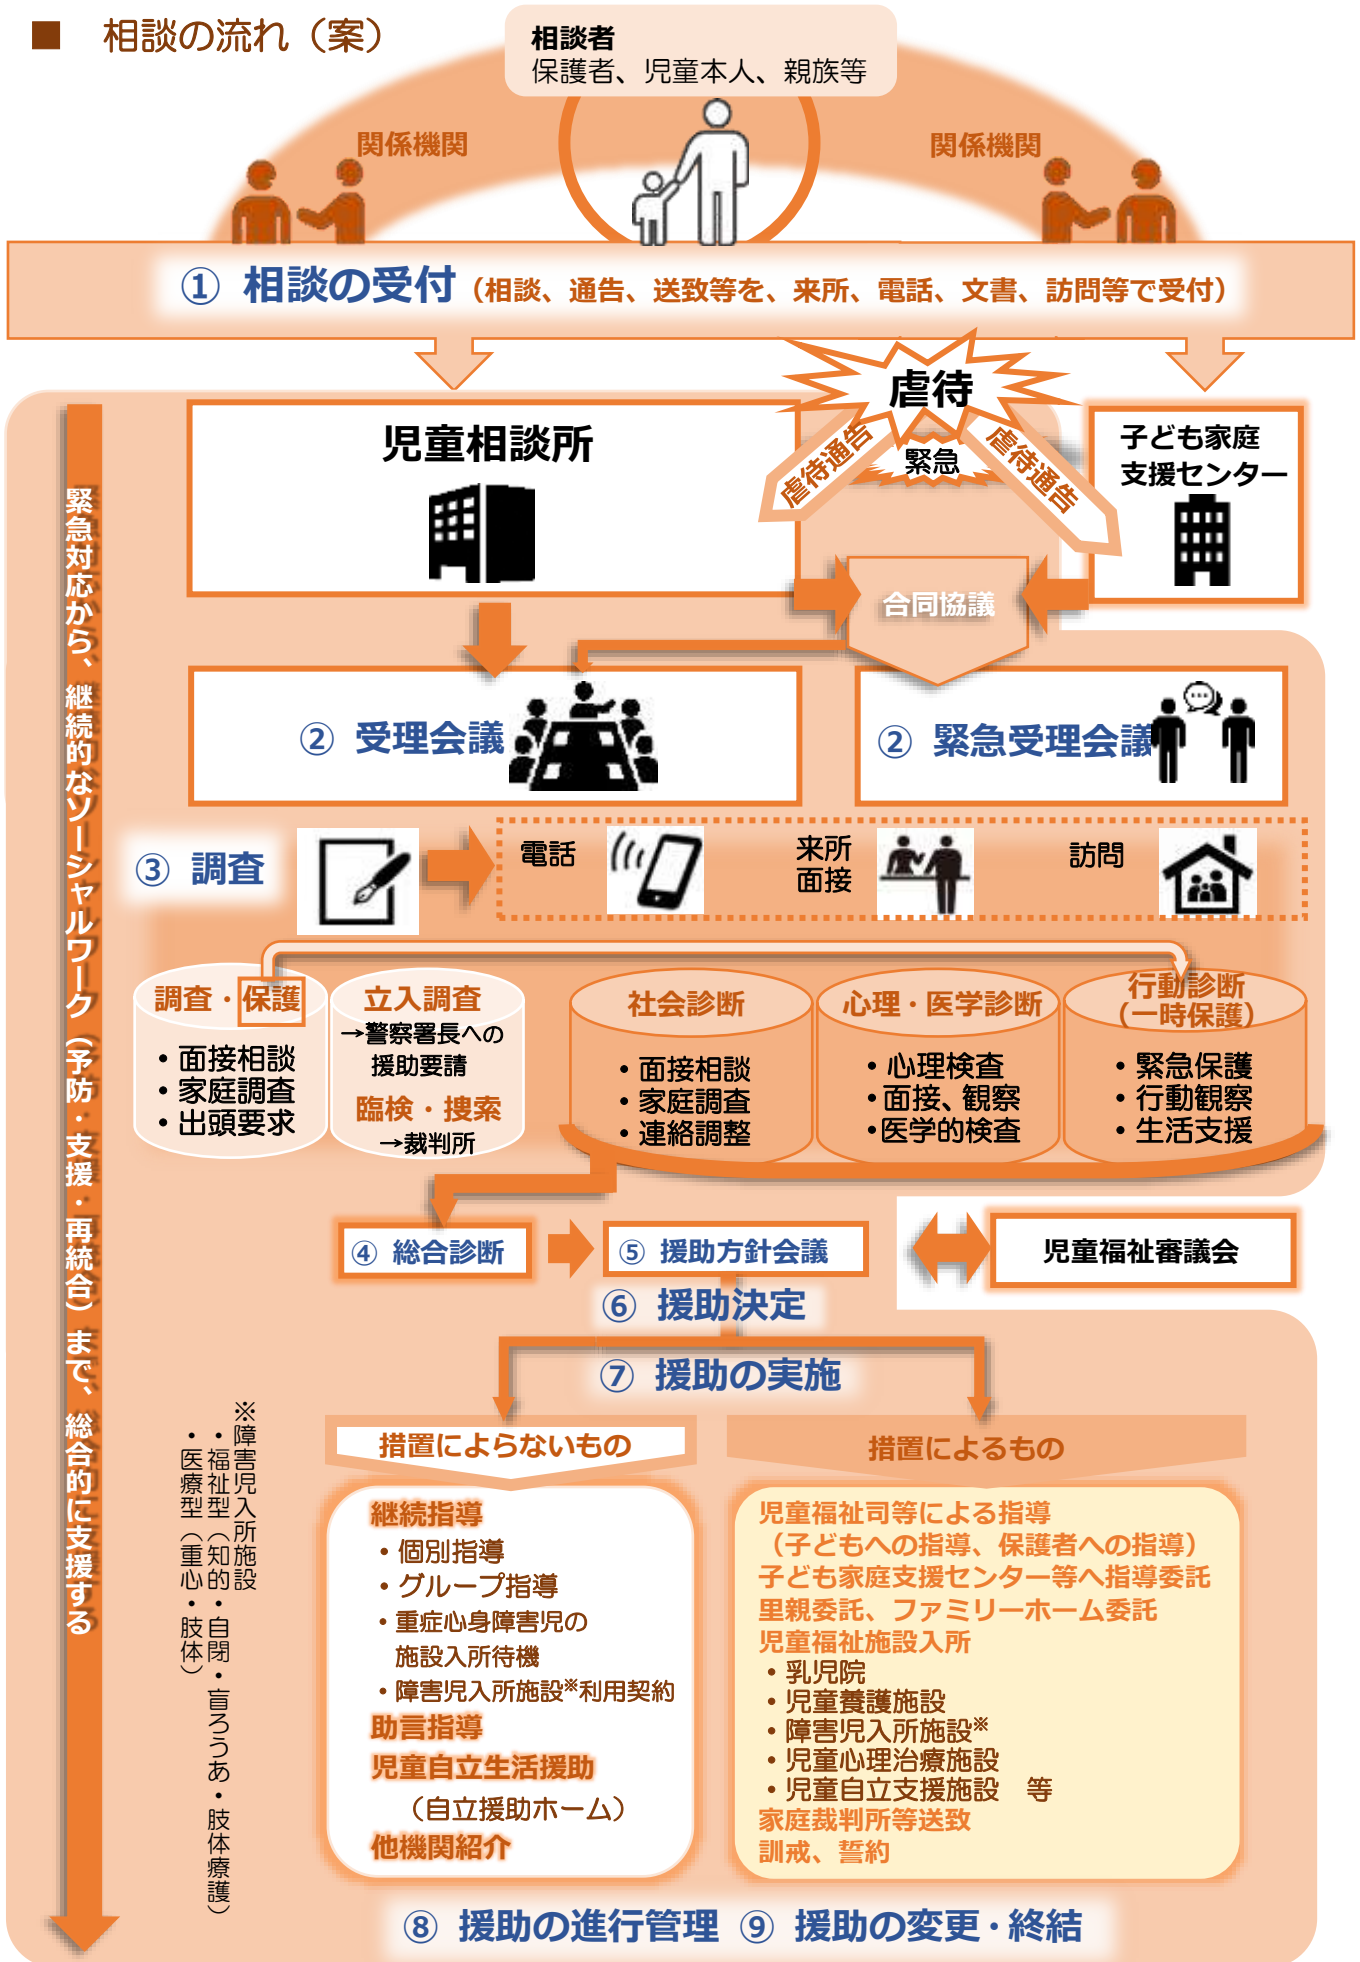 ■ 相談の流れ（案）
相談者
保護者、児童本人、親族等
関係機関
関係機関
① 相談の受付（相談、通告、送致等を、来所、電話、文書、訪問等で受付）
虐待
緊急
虐待通告
虐待通告
児童相談所
子ども家庭
支援センター
合同協議
② 受理会議
② 緊急受理会議
③ 調査
電話
来所
面接
訪問
調査・保護
・面接相談
・家庭調査
・出頭要求
立入調査
→警察署長への
援助要請
臨検・捜索
→裁判所
社会診断
・面接相談
・家庭調査
・連絡調整
心理・医学診断
・心理検査
・面接、観察
・医学的検査
行動診断
（一時保護）
・緊急保護
・行動観察
・生活支援
④ 総合診断
⑤ 援助方針会議
児童福祉審議会
⑥ 援助決定
⑦ 援助の実施
措置によらないもの
継続指導
・個別指導
・グループ指導
・重症心身障害児の
施設入所待機
・障害児入所施設※利用契約
助言指導
児童自立生活援助
（自立援助ホーム）
他機関紹介
措置によるもの
児童福祉司等による指導
（子どもへの指導、保護者への指導）
子ども家庭支援センター等へ指導委託
里親委託、ファミリーホーム委託
児童福祉施設入所
・乳児院
・児童養護施設
・障害児入所施設※
・児童心理治療施設
・児童自立支援施設　等
家庭裁判所等送致
訓戒、誓約
※障害児入所施設
・福祉型（知的・自閉・盲ろうあ・肢体療護）
・医療型（重心・肢体）
緊急対応から、継続的なソーシャルワーク（予防・支援・再統合）まで、総合的に支援する
⑧ 援助の進行管理 ⑨ 援助の変更・終結